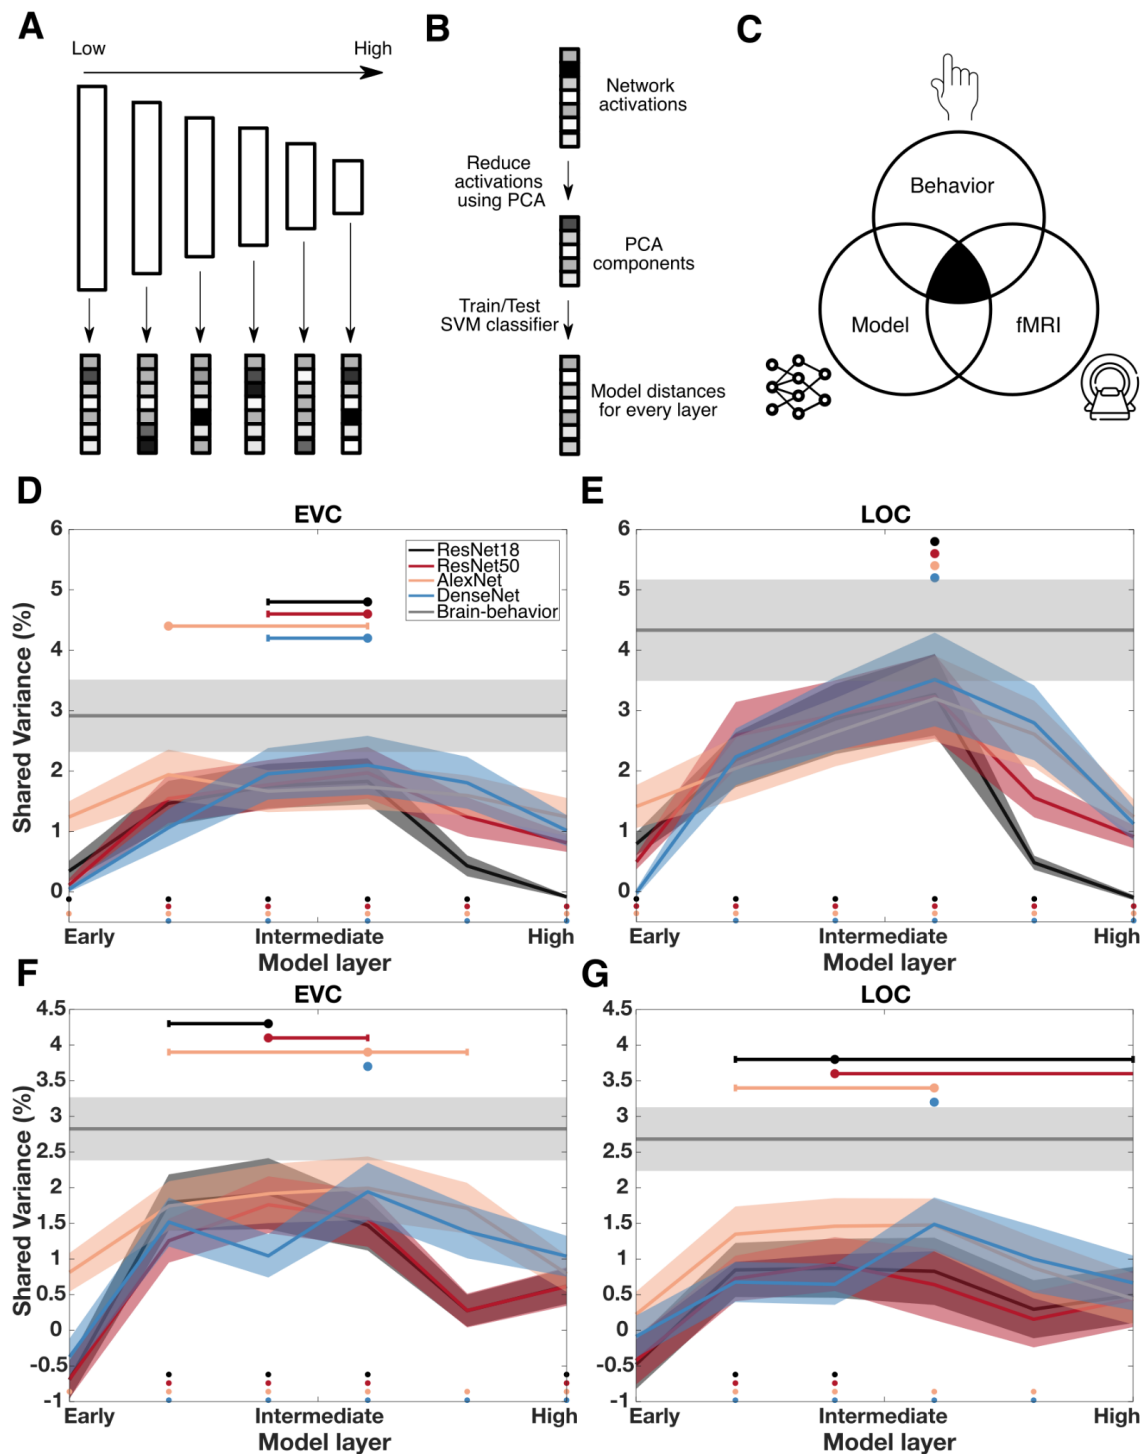 A
Low
High
B
Network
activations
Reduce
activations
using PCA
PCA
components
Train/Test
SVM classifier
Model distances
for every layer
C
Behavior
Model
fMRI
D
EVC
Shared Variance (%)
6
5
4
3
2
1
0
ResNet18
ResNet50
AlexNet
DenseNet
Brain-behavior
Early
Intermediate
High
Model layer
E
LOC
6
5
4
3
2
1
0
Early
Intermediate
High
Model layer
F
EVC
Shared Variance (%)
4.5
4
3.5
3
2.5
2
1.5
1
0.5
0
-0.5
-1
Early
Intermediate
High
Model layer
G
LOC
4.5
4
3.5
3
2.5
2
1.5
1
0.5
0
-0.5
-1
Early
Intermediate
High
Model layer